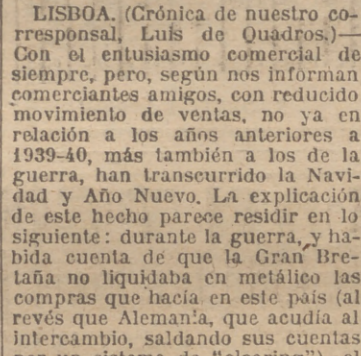 LISBOA. (Crónica de nuestro co-
rresponsal, Luis de Quadros.)—
Con el entusiasmo comercial de
siempre, pero, según nos informan
comerciantes amigos, con reducido
movimiento de ventas, no ya en
relación a los años anteriores a
1939-40, más también a los de la
guerra, han transcurrido la Navi-
dad y Año Nuevo. La explicación
de este hecho parece residir en lo
siguiente: durante la guerra, y ha-
bida cuenta de que la Gran Bre-
taña no liquidaba en metálico las
compras que hacía en este país (al
revés que Alemania, que acudía al
intercambio, saldando sus cuentas